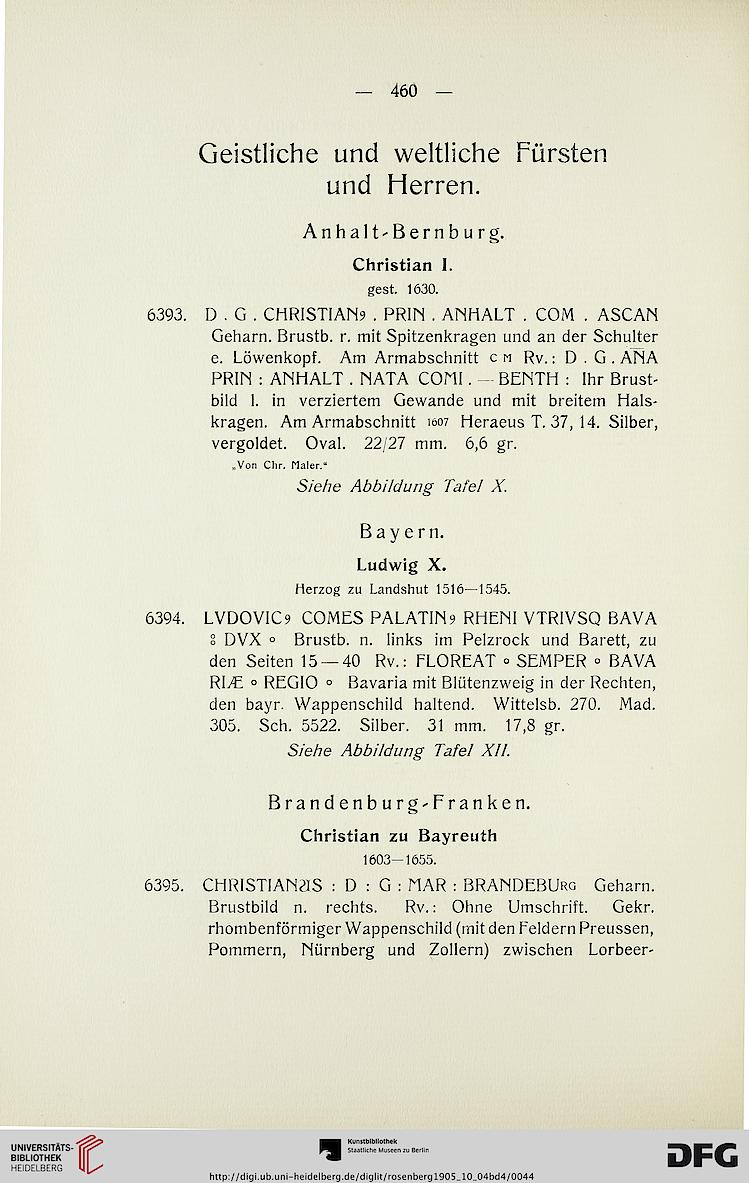 — 460 —
Geistliche und weltliche Fürsten
und Herren.
Anhalt-Bernburg.
Christian I.
gest. 1630.
6393. D . G . CHRISTIAN9 . PRIN . ANHALT . COM . ASCAN
Geharn. Brustb. r. mit Spitzenkragen und an der Schulter
e. Löwenkopf. Am Armabschnitt C M Rv.: D . G . AN̄A
PRIN : ANHALT . NATA COMI . — BENTH : Ihr Brust-
bild l. in verziertem Gewande und mit breitem Hals-
kragen. Am Armabschnitt 1607 Heraeus T. 37, 14. Silber,
vergoldet. Oval. 22/27 mm. 6,6 gr.
„Von Chr. Maler.“
Siehe Abbildung Tafel X.
Bayern.
Ludwig X.
Herzog zu Landshut 1516—1545.
6394. LVDOVIC9 COMES PALATIN9 RHENI VTRIVSQ BAVA
⦂ DVX ∘ Brustb. n. links im Pelzrock und Barett, zu
den Seiten 15 — 40 Rv.: FLOREAT ∘ SEMPER ∘ BAVA
RIÆ ∘ REGIO ∘ Bavaria mit Blütenzweig in der Rechten,
den bayr. Wappenschild haltend. Wittelsb. 270. Mad.
305. Sch. 5522. Silber. 31 mm. 17,8 gr.
Siehe Abbildung Tafel XII.
Brandenburg-Franken.
Christian zu Bayreuth
1603—1655.
6395. CHRISTIANƧIS : D : G : MAR : BRANDEBURG Geharn.
Brustbild n. rechts. Rv.: Ohne Umschrift. Gekr.
rhombenförmiger Wappenschild (mit den Feldern Preussen,
Pommern, Nürnberg und Zollern) zwischen Lorbeer-
UNIVERSITÄTS-
BIBLIOTHEK
HEIDELBERG
Kunstbibliothek
Staatliche Museen zu Berlin
DFG
http://digi.ub.uni-heidelberg.de/diglit/rosenberg1905_10_04bd4/0044